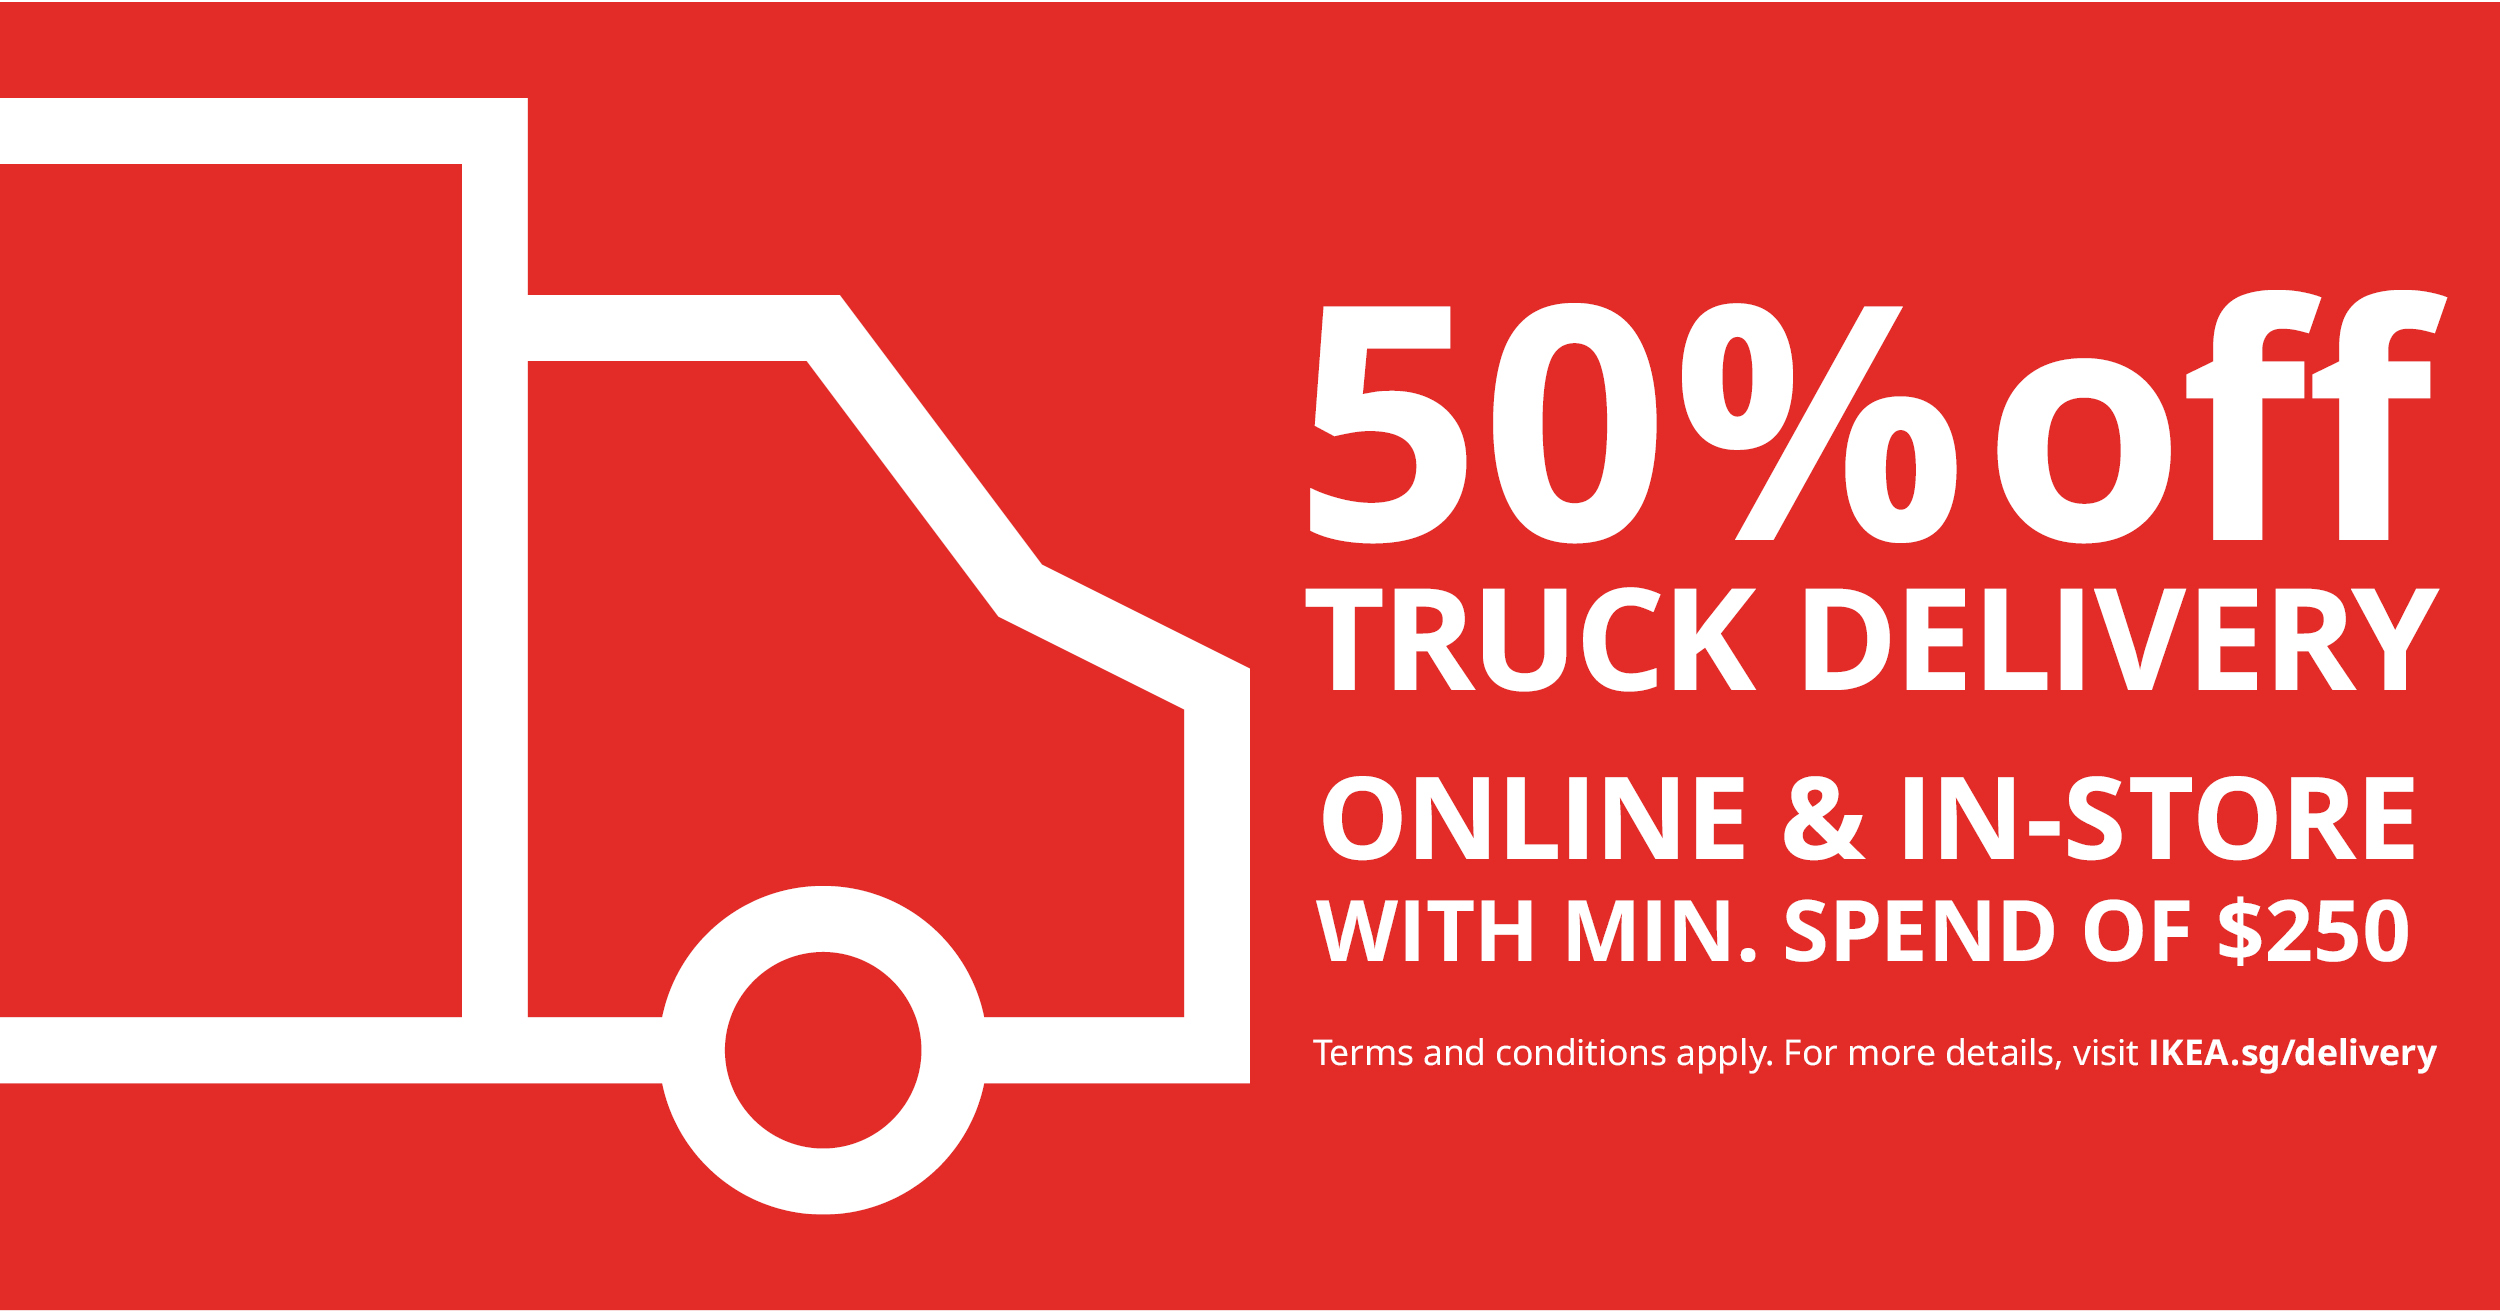 50% off
TRUCK DELIVERY
ONLINE & IN-STORE
WITH MIN. SPEND OF $250
Terms and conditions apply. For more details, visit IKEA.sg/delivery